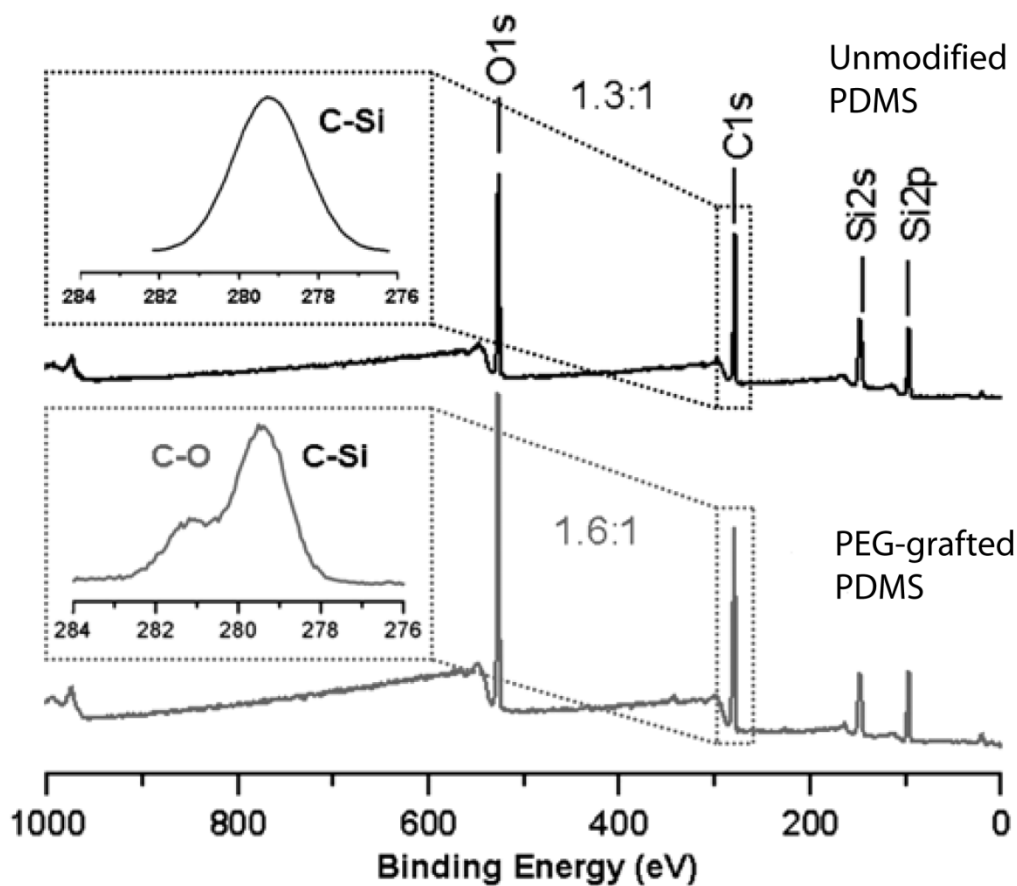 O1s
1.3:1
C1s
Unmodified
PDMS
Si2s
Si2p
C-Si
284 282 280 278 276
C-O C-Si
284 282 280 278 276
1.6:1
PEG-grafted
PDMS
1000 800 600 400 200 0
Binding Energy (eV)